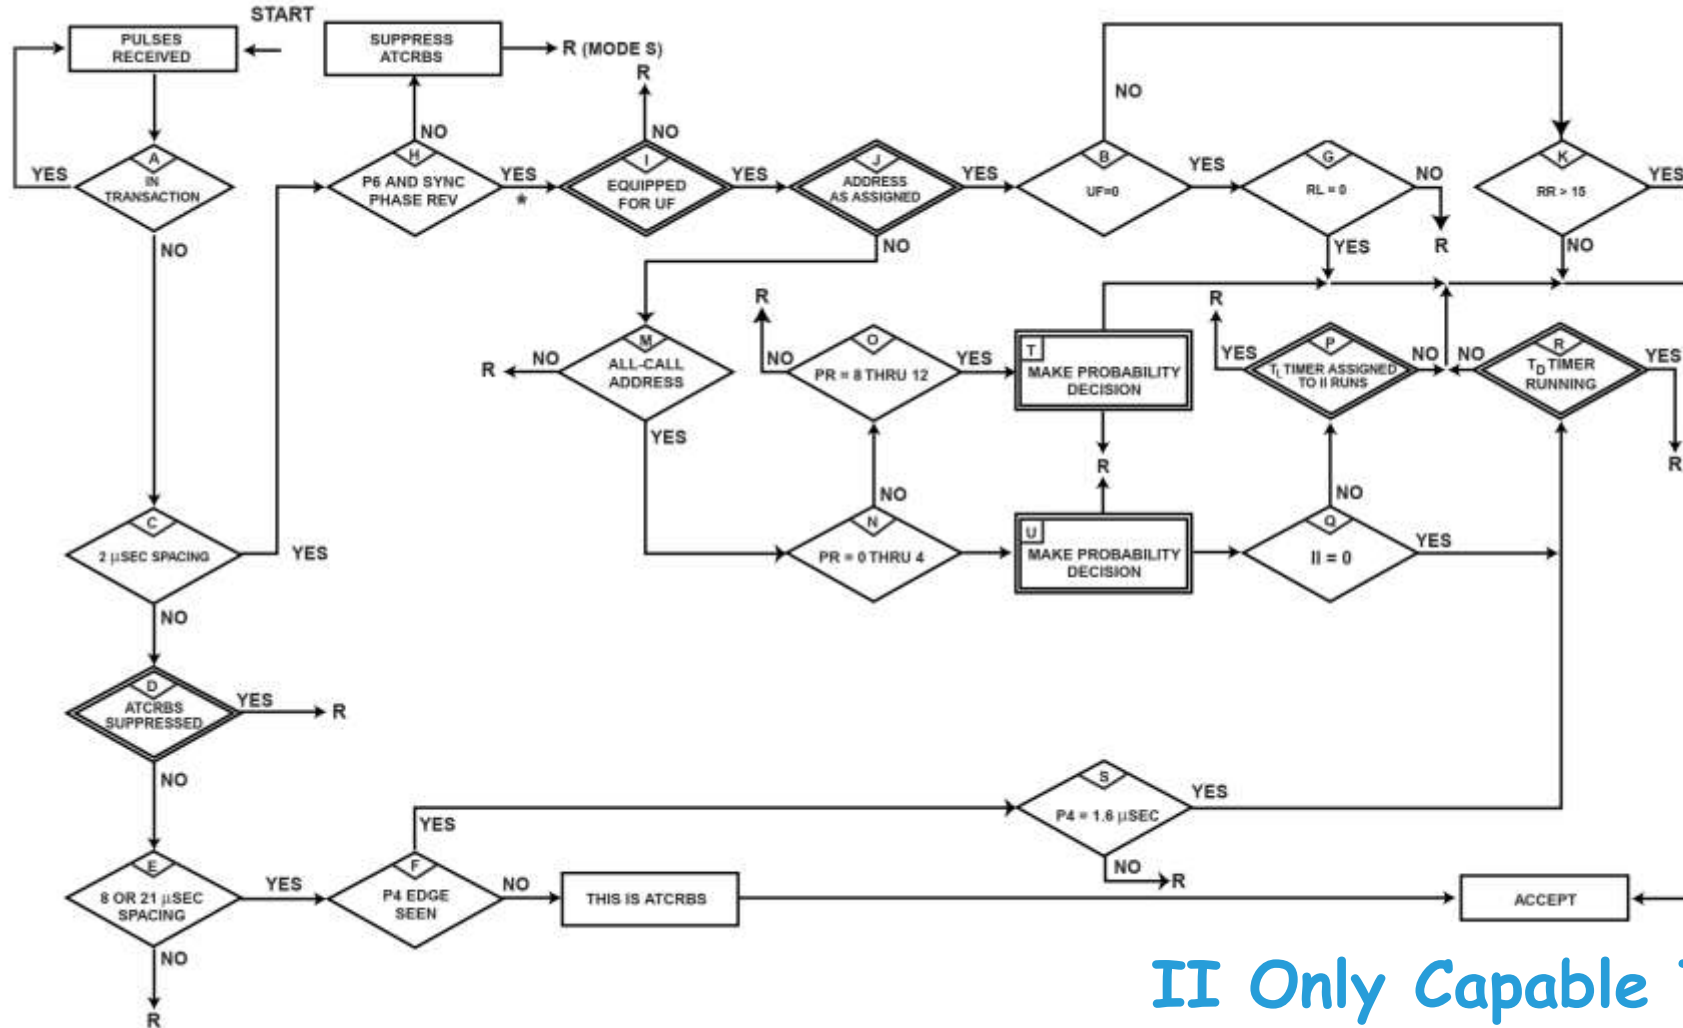 START
PULSES
RECEIVED
SUPPRESS
ATCRBS
R (MODE S)
R
NO
NO
NO
YES
A
IN
TRANSACTION
H
P6 AND SYNC
PHASE REV
YES
*
I
EQUIPPED
FOR UF
YES
J
ADDRESS
AS ASSIGNED
YES
B
UF=0
YES
G
RL = 0
NO
R
K
RR > 15
YES
NO
NO
YES
NO
R
NO
M
ALL-CALL
ADDRESS
YES
R
NO
O
PR = 8 THRU 12
YES
T
MAKE PROBABILITY
DECISION
R
YES
P
TL TIMER ASSIGNED
TO II RUNS
NO
NO
R
TD TIMER
RUNNING
YES
R
R
NO
NO
C
2 µSEC SPACING
YES
N
PR = 0 THRU 4
U
MAKE PROBABILITY
DECISION
Q
II = 0
YES
NO
D
ATCRBS
SUPPRESSED
YES
R
NO
S
P4 = 1.6 µSEC
YES
NO
R
YES
E
8 OR 21 µSEC
SPACING
YES
F
P4 EDGE
SEEN
NO
THIS IS ATCRBS
ACCEPT
NO
R
II Only Capable